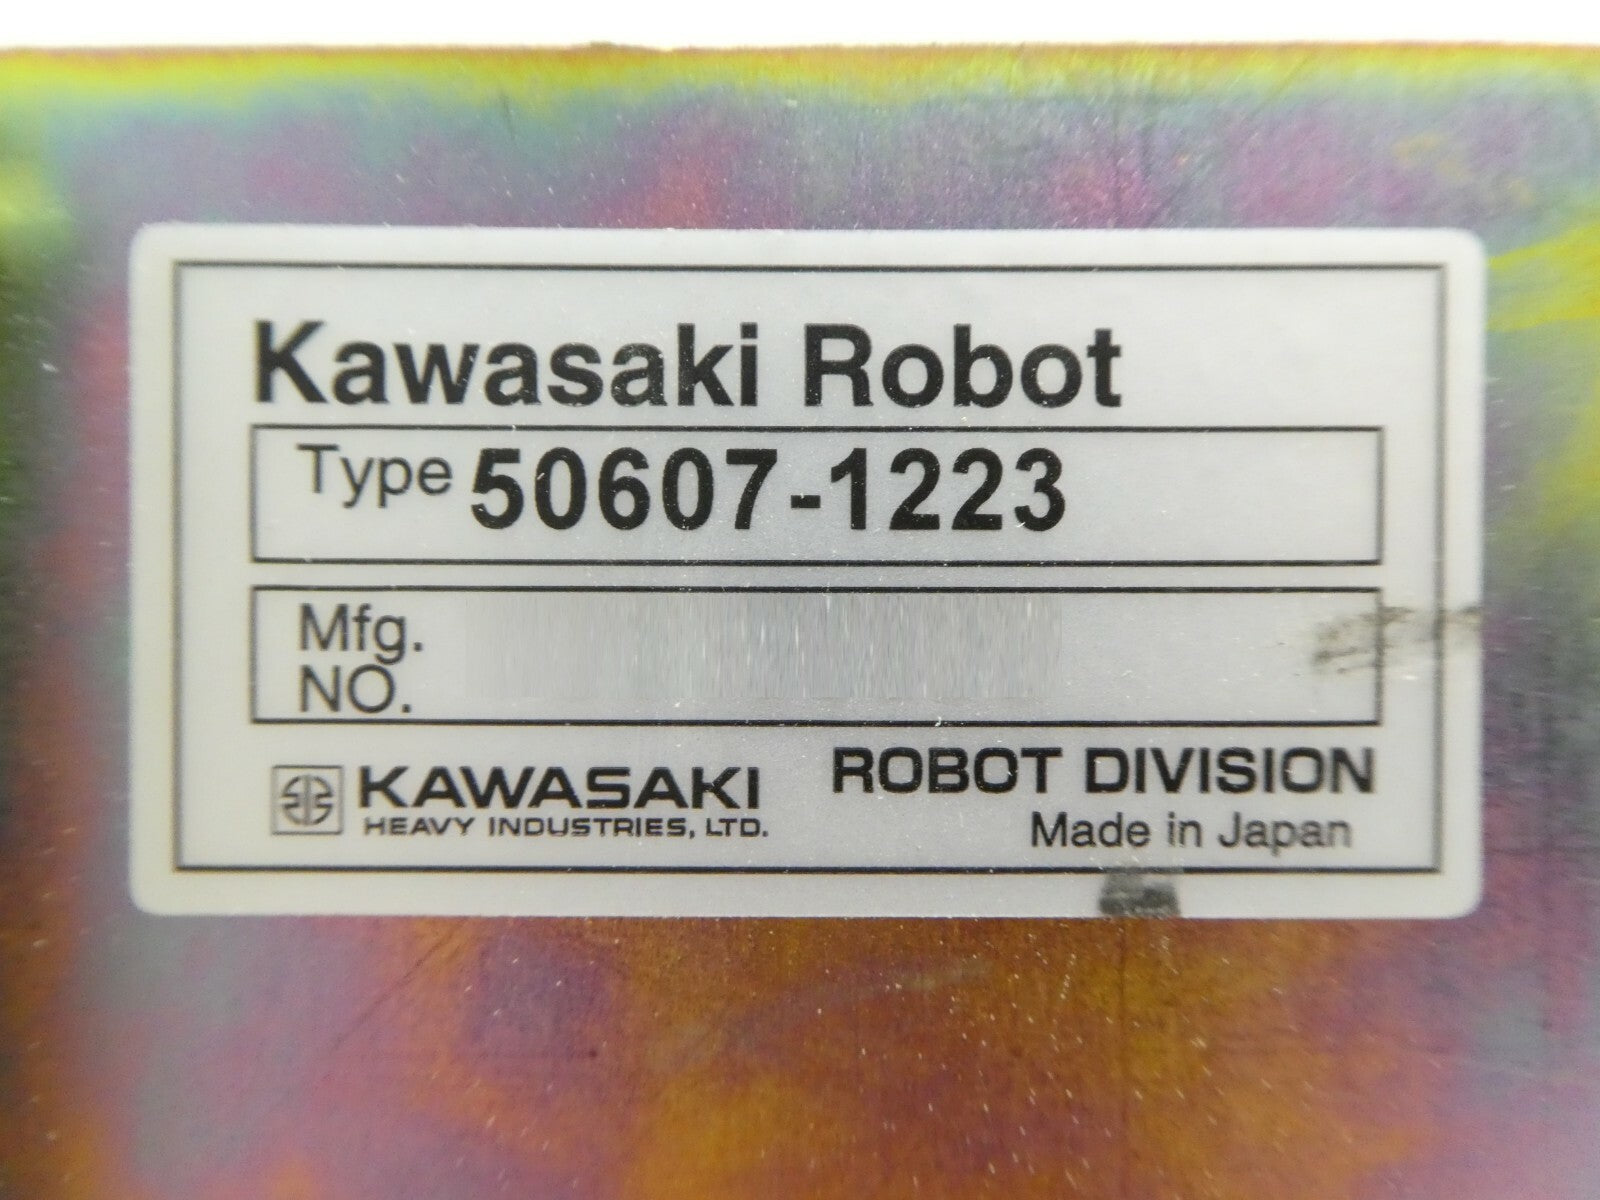 Kawasaki Robot
Type 50607-1223
Mfg.
NO.
KAWASAKI
HEAVY INDUSTRIES, LTD.
ROBOT DIVISION
Made in Japan